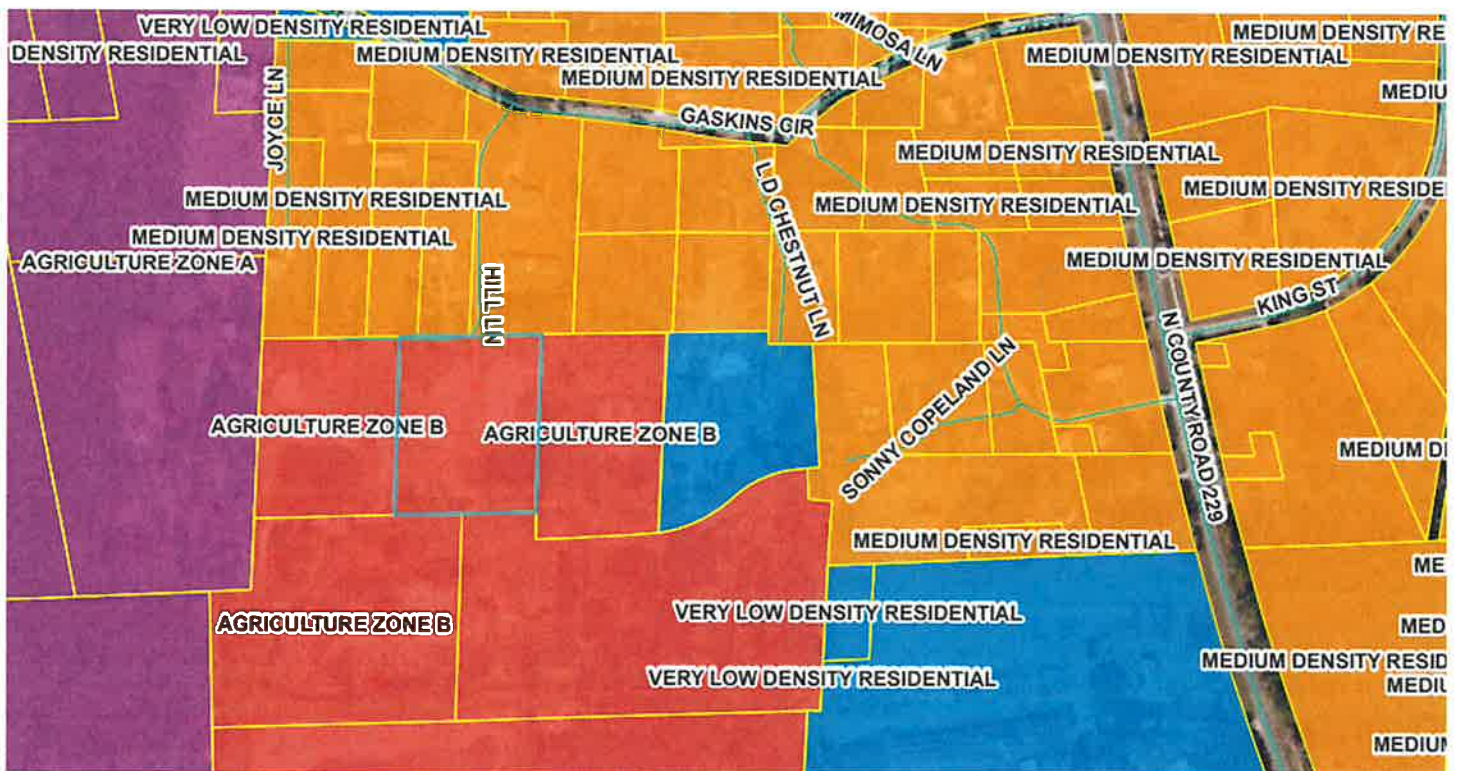 VERY LOW DENSITY RESIDENTIAL
MIMOSA LN
MEDIUM DENSITY RE
DENSITY RESIDENTIAL
MEDIUM DENSITY RESIDENTIAL
MEDIUM DENSITY RESIDENTIAL
MEDIUM DENSITY RESIDENTIAL
MEDIU
JOYCE LN
GASKINS CIR
MEDIUM DENSITY RESIDENTIAL
MEDIUM DENSITY RESIDENTIAL
L D CHESTNUT LN
MEDIUM DENSITY RESIDENTIAL
MEDIUM DENSITY RESIDE
MEDIUM DENSITY RESIDENTIAL
AGRICULTURE ZONE A
MEDIUM DENSITY RESIDENTIAL
HILL LN
KING ST
N COUNTY ROAD 229
SONNY COPELAND LN
AGRICULTURE ZONE B
AGRICULTURE ZONE B
MEDIUM D
MEDIUM DENSITY RESIDENTIAL
ME
AGRICULTURE ZONE B
VERY LOW DENSITY RESIDENTIAL
MED
VERY LOW DENSITY RESIDENTIAL
MEDIUM DENSITY RESID
MEDIU
MEDIUM